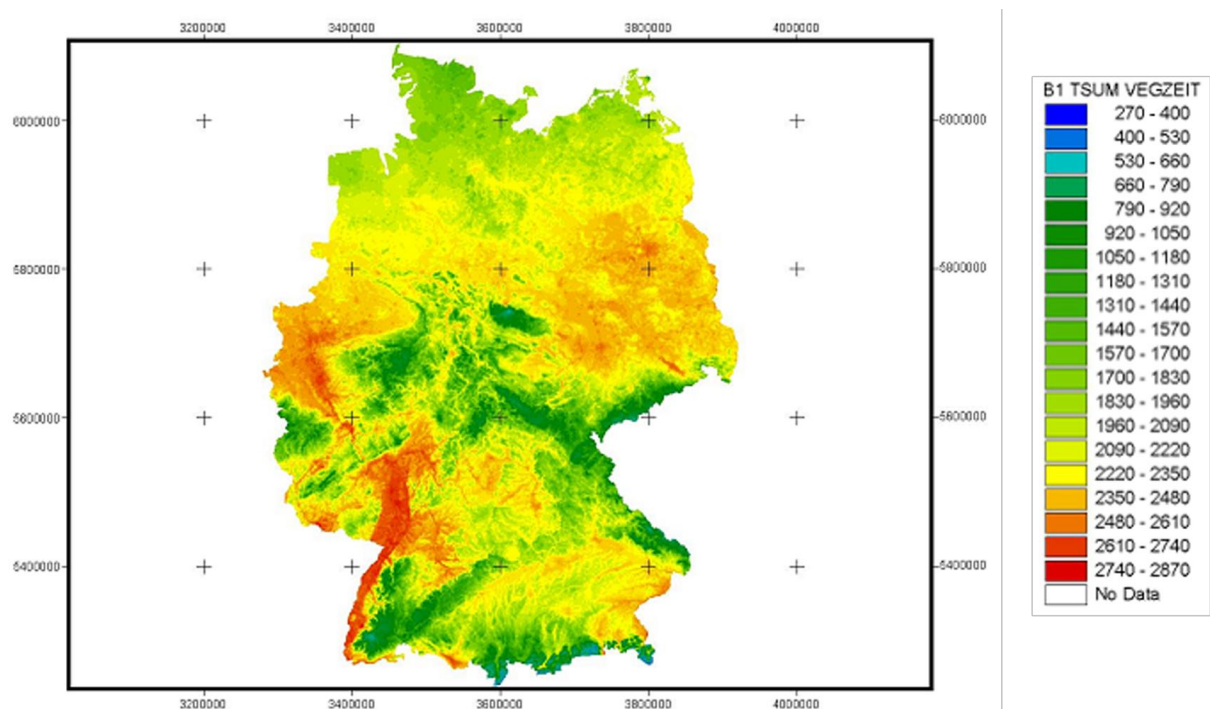 3200000 3400000 3600000 3800000 4000000
6000000 6000000
5800000 5800000
5600000 5600000
5400000 5400000
3200000 3400000 3600000 3800000 4000000
B1 TSUM VEGZEIT
270 - 400
400 - 530
530 - 660
660 - 790
790 - 920
920 - 1050
1050 - 1180
1180 - 1310
1310 - 1440
1440 - 1570
1570 - 1700
1700 - 1830
1830 - 1960
1960 - 2090
2090 - 2220
2220 - 2350
2350 - 2480
2480 - 2610
2610 - 2740
2740 - 2870
No Data